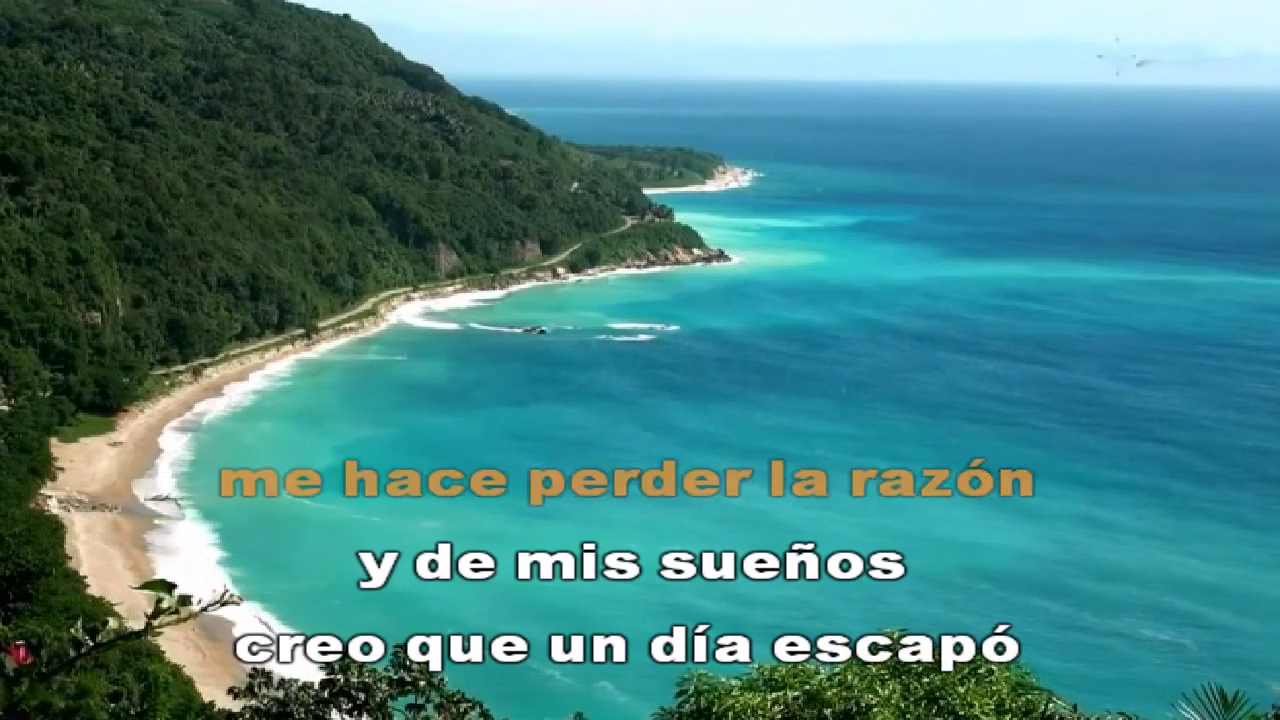 me hace perder la razón
y de mis sueños
creo que un día escapó